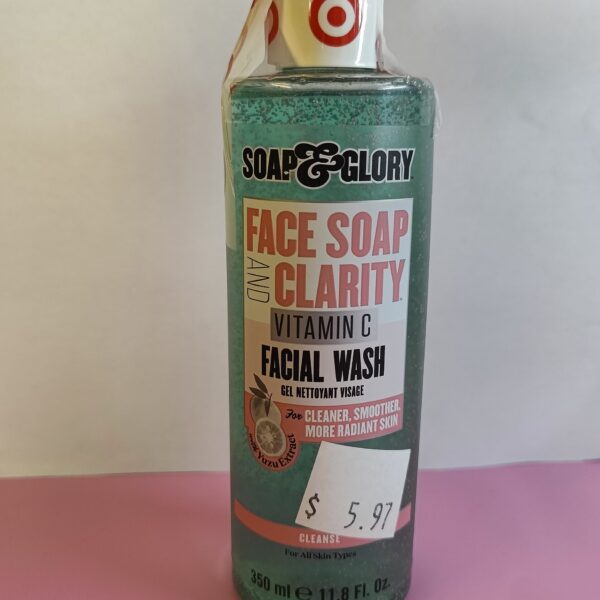 SOAP&GLORY
FACE SOAP
AND
CLARITY
VITAMIN C
FACIAL WASH
GEL NETTOYANT VISAGE
For CLEANER, SMOOTHER,
MORE RADIANT SKIN
Yuzu Extract
$ 5.97
CLEANSE
For All Skin Types
350 ml e 11.8 Fl. Oz.